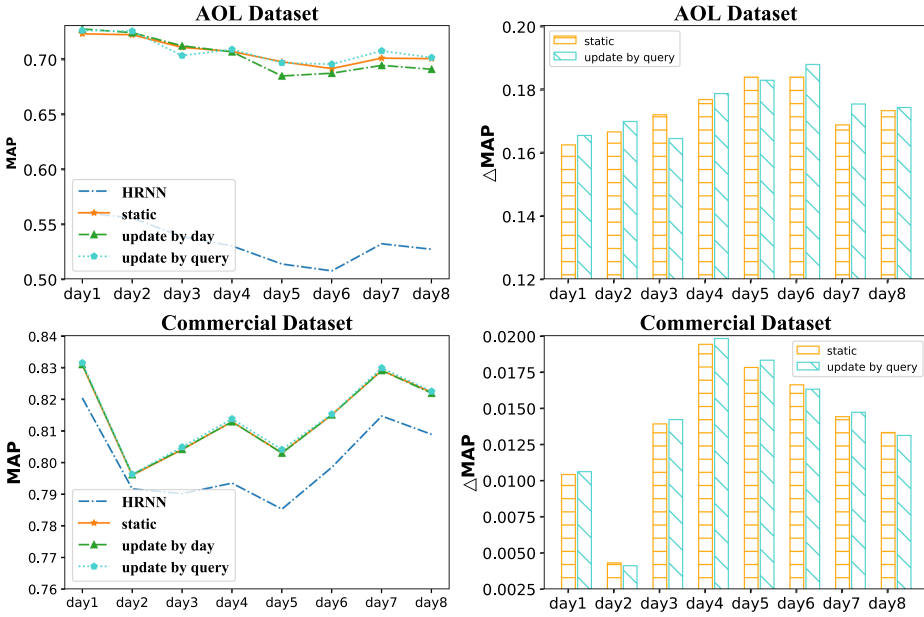 AOL Dataset
MAP
0.70
0.65
0.60
0.55
0.50
HRNN
static
update by day
update by query
day1 day2 day3 day4 day5 day6 day7 day8
AOL Dataset
△MAP
0.20
0.18
0.16
0.14
0.12
static
update by query
day1 day2 day3 day4 day5 day6 day7 day8
Commercial Dataset
MAP
0.84
0.83
0.82
0.81
0.80
0.79
0.78
0.77
0.76
HRNN
static
update by day
update by query
day1 day2 day3 day4 day5 day6 day7 day8
Commercial Dataset
△MAP
0.0200
0.0175
0.0150
0.0125
0.0100
0.0075
0.0050
0.0025
static
update by query
day1 day2 day3 day4 day5 day6 day7 day8